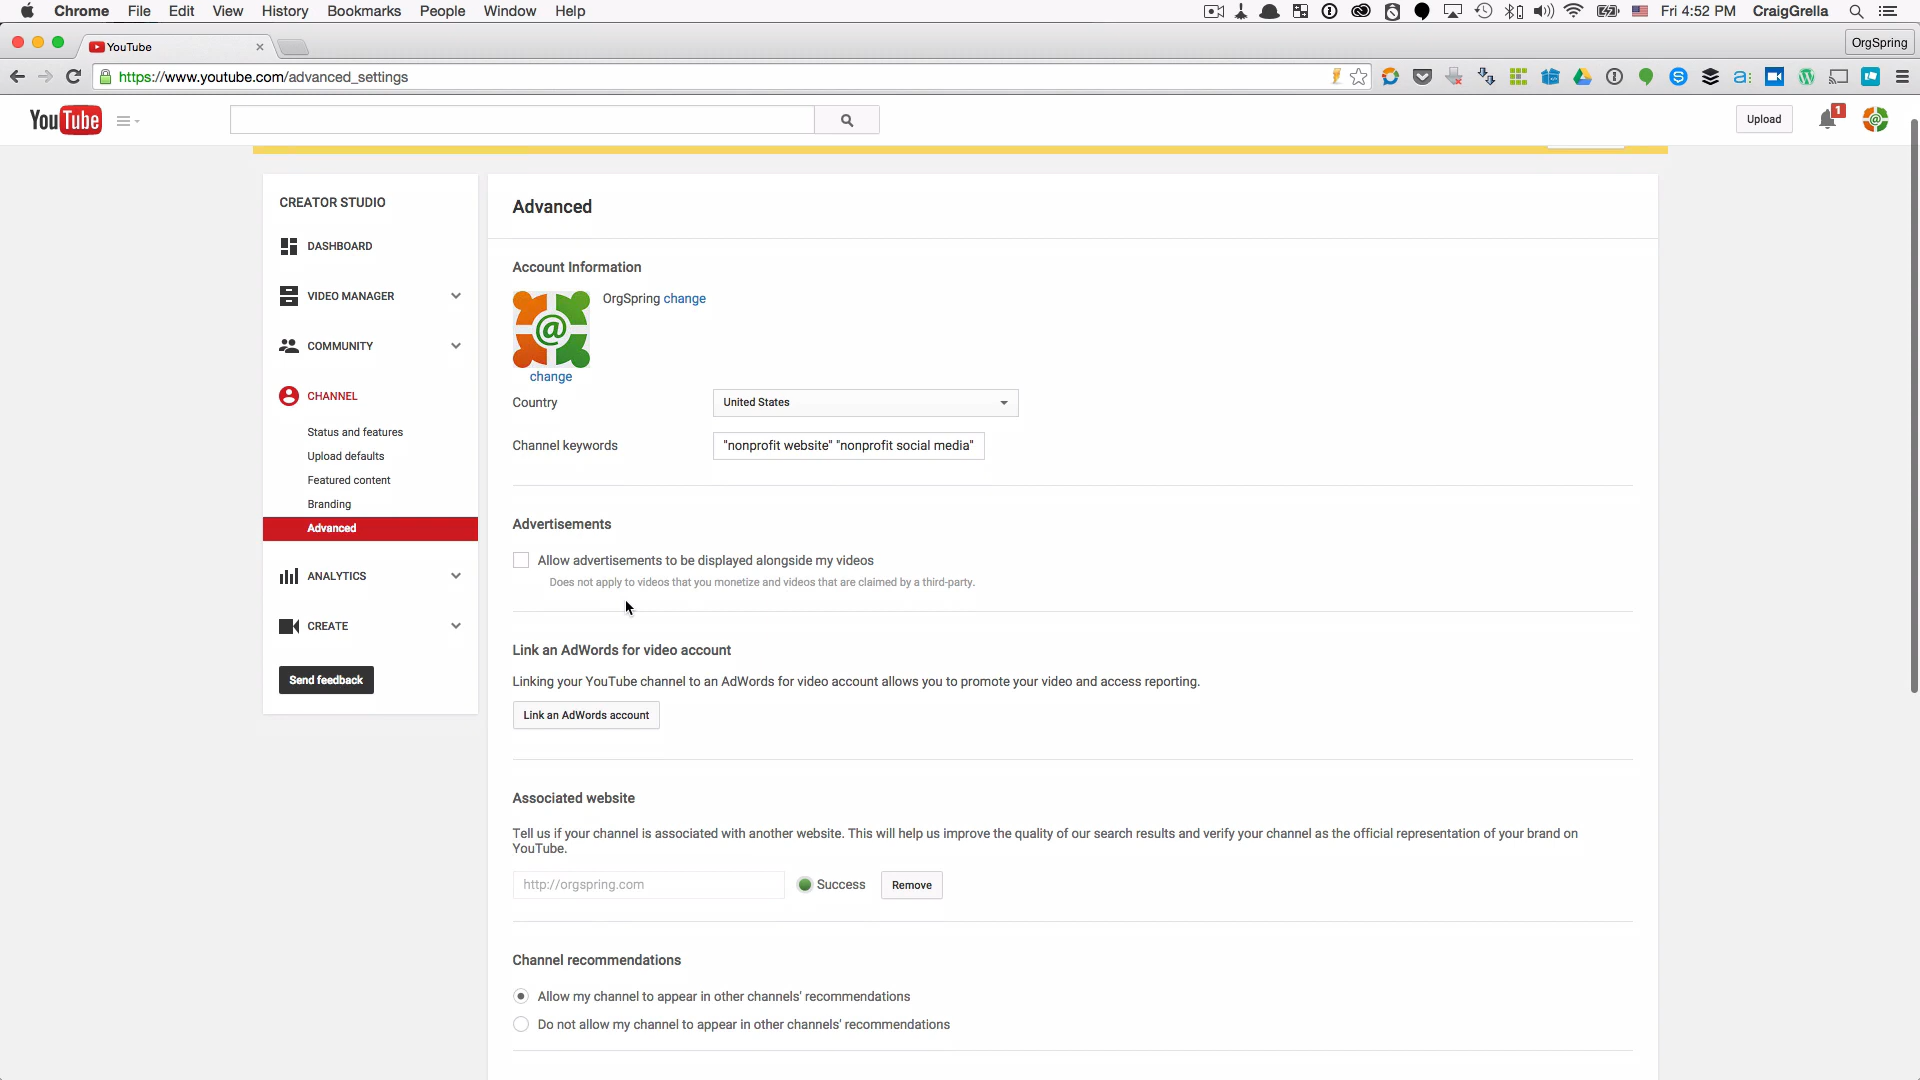 Chrome File Edit View History Bookmarks People Window Help Fri 4:52 PM CraigGrella
YouTube OrgSpring
https://www.youtube.com/advanced_settings
YouTube Upload 1
CREATOR STUDIO
DASHBOARD
VIDEO MANAGER
COMMUNITY
CHANNEL
Status and features
Upload defaults
Featured content
Branding
Advanced
ANALYTICS
CREATE
Send feedback
Advanced
Account Information
@
OrgSpring change
change
Country United States
Channel keywords "nonprofit website" "nonprofit social media"
Advertisements
Allow advertisements to be displayed alongside my videos
Does not apply to videos that you monetize and videos that are claimed by a third-party.
Link an AdWords for video account
Linking your YouTube channel to an AdWords for video account allows you to promote your video and access reporting.
Link an AdWords account
Associated website
Tell us if your channel is associated with another website. This will help us improve the quality of our search results and verify your channel as the official representation of your brand on
YouTube.
http://orgspring.com Success Remove
Channel recommendations
Allow my channel to appear in other channels' recommendations
Do not allow my channel to appear in other channels' recommendations